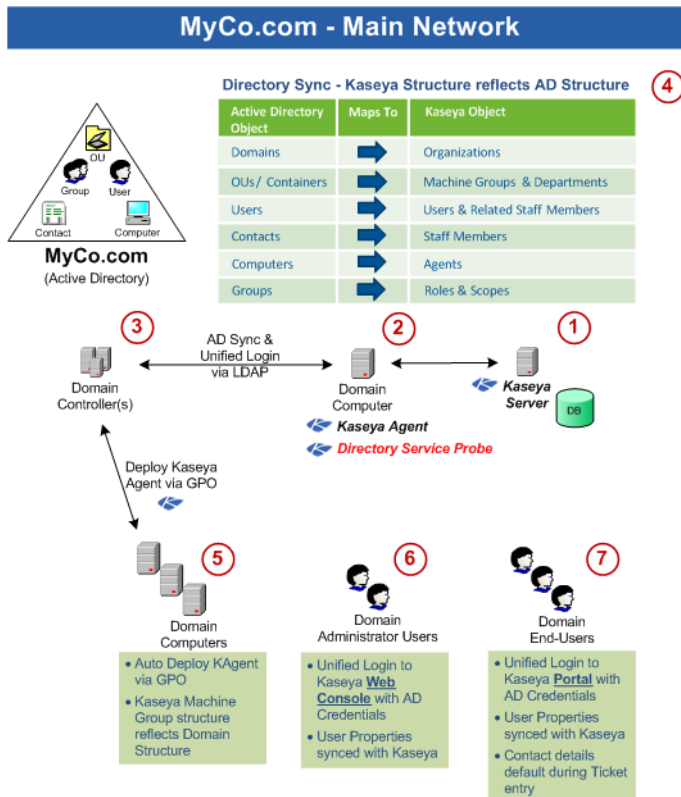 MyCo.com - Main Network
Directory Sync - Kaseya Structure reflects AD Structure
4
Active Directory
Object
Maps To
Kaseya Object
Domains
Organizations
OUs/ Containers
Machine Groups & Departments
Users
Users & Related Staff Members
Contacts
Staff Members
Computers
Agents
Groups
Roles & Scopes
OU
Group
User
Contact
Computer
MyCo.com
(Active Directory)
3
AD Sync &
Unified Login
via LDAP
2
1
Domain
Controller(s)
Domain
Computer
Kaseya Agent
Directory Service Probe
Kaseya
Server
DB
Deploy Kaseya
Agent via GPO
5
Domain
Computers
• Auto Deploy KAgent
via GPO
• Kaseya Machine
Group structure
reflects Domain
Structure
6
Domain
Administrator Users
• Unified Login to
Kaseya Web
Console with AD
Credentials
• User Properties
synced with Kaseya
7
Domain
End-Users
• Unified Login to
Kaseya Portal with
AD Credentials
• User Properties
synced with Kaseya
• Contact details
default during Ticket
entry